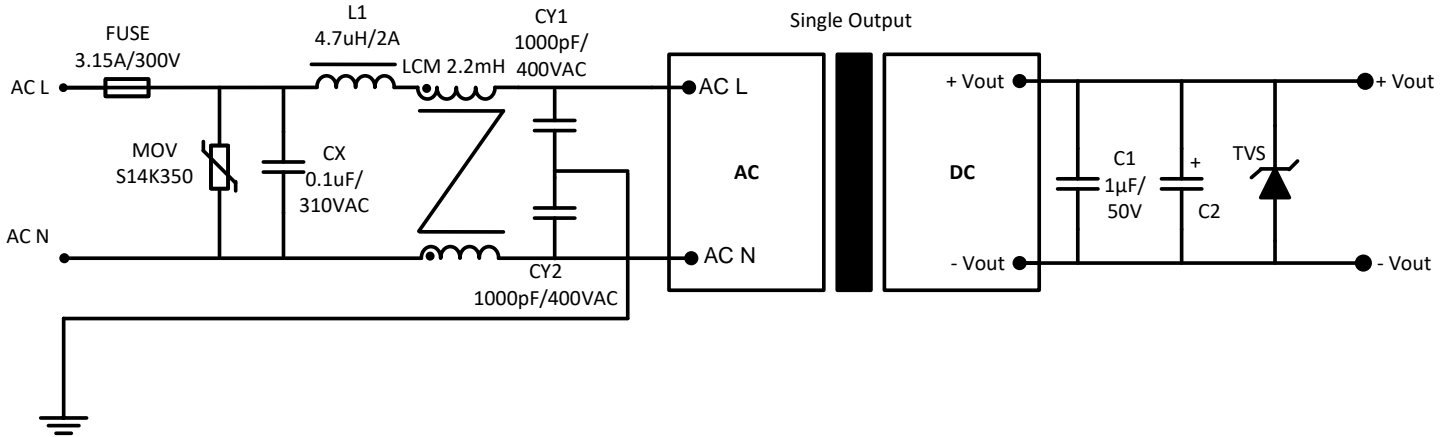 Single Output
FUSE
3.15A/300V
L1
4.7uH/2A
LCM 2.2mH
CY1
1000pF/
400VAC
AC L
AC L
+ Vout
+ Vout
MOV
S14K350
CX
0.1uF/
310VAC
AC
DC
C1
1µF/
50V
+
C2
TVS
AC N
AC N
- Vout
- Vout
CY2
1000pF/400VAC